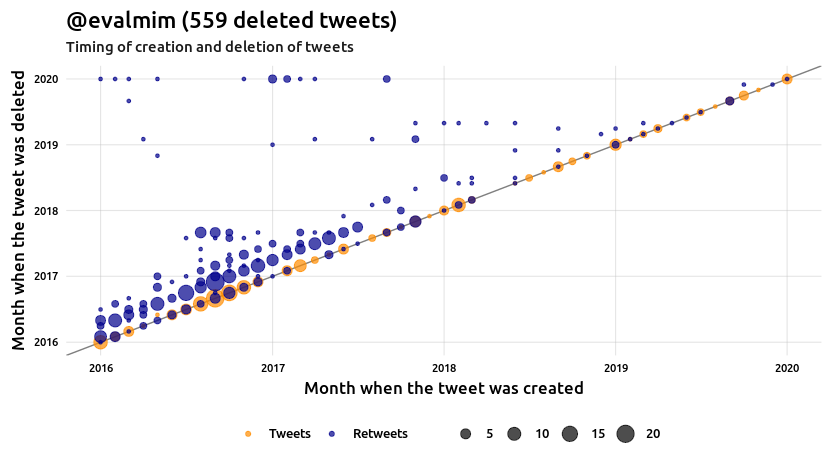 @evalmim (559 deleted tweets)
Timing of creation and deletion of tweets
Month when the tweet was deleted
2020
2019
2018
2017
2016
2016 2017 2018 2019 2020
Month when the tweet was created
Tweets Retweets 5 10 15 20